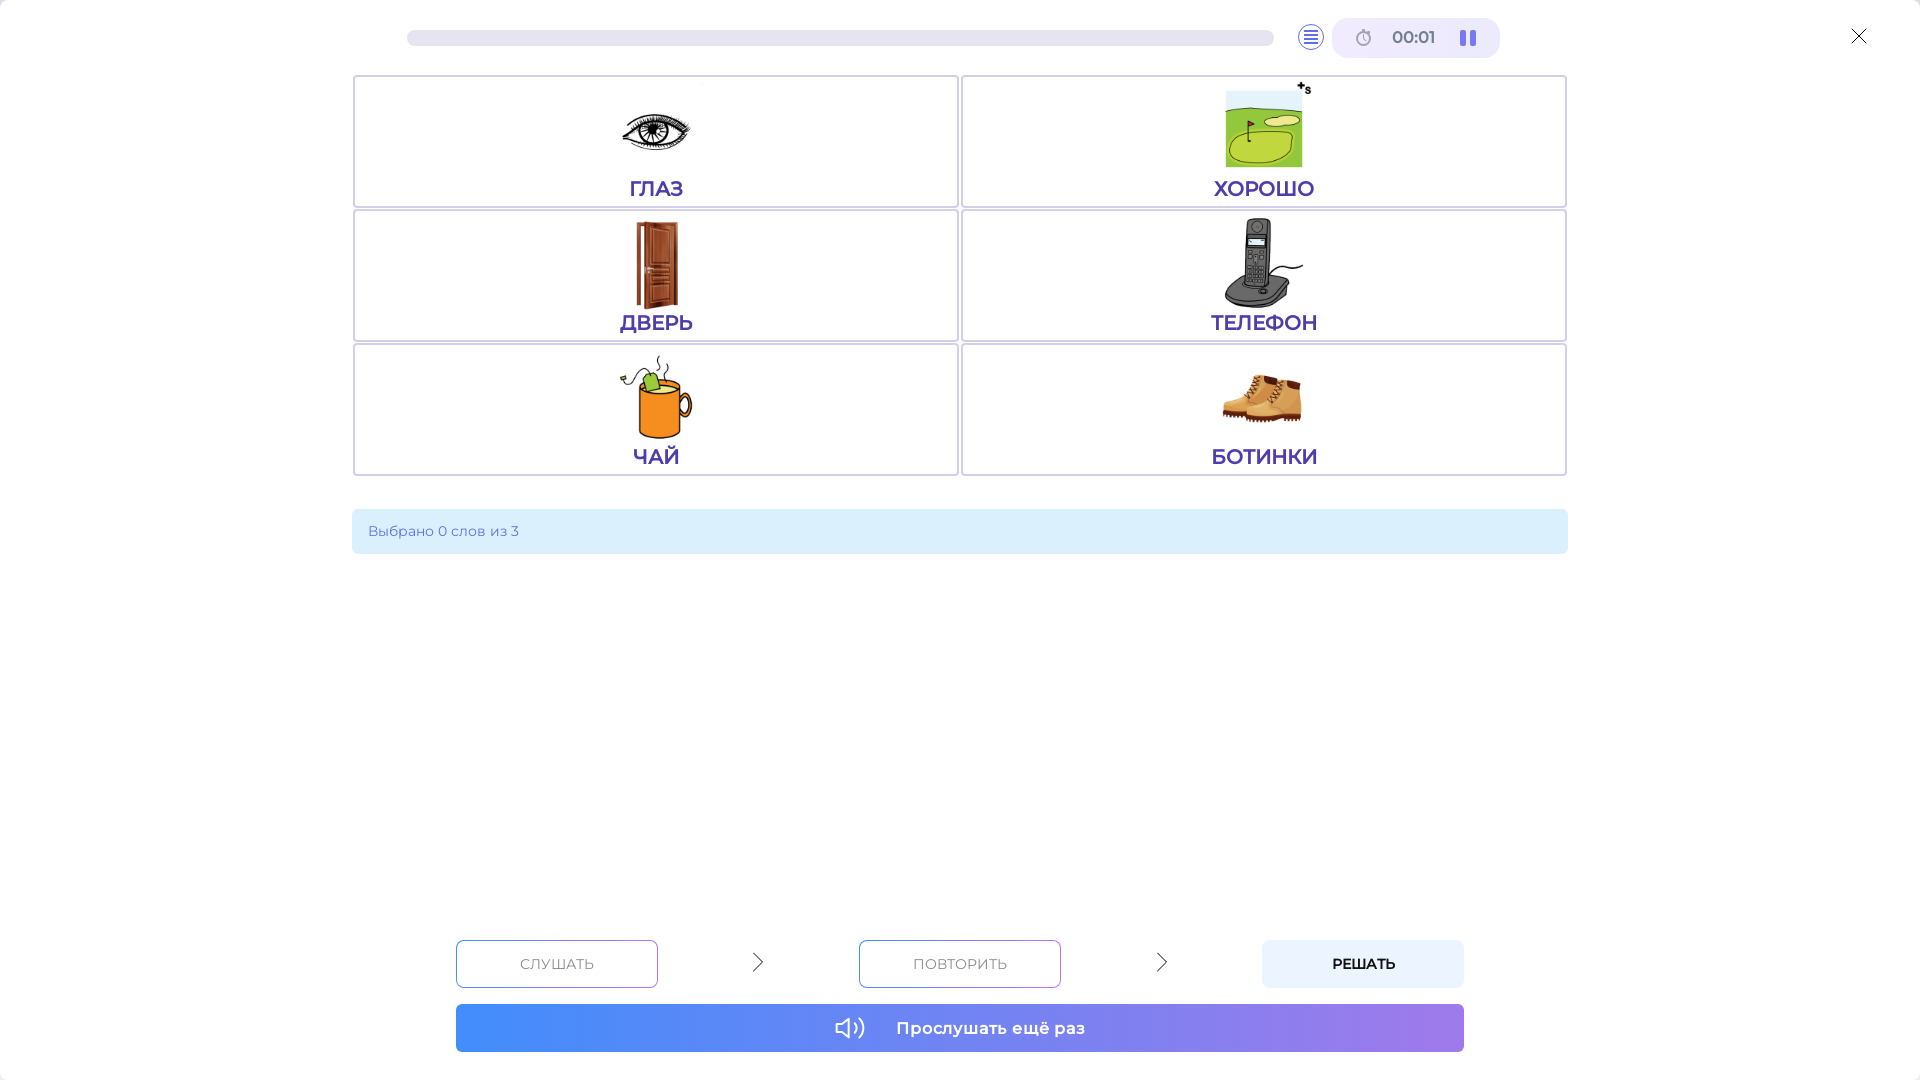 00:01
+s
ГЛАЗ
ХОРОШО
ДВЕРЬ
ТЕЛЕФОН
ЧАЙ
БОТИНКИ
Выбрано 0 слов из 3
СЛУШАТЬ
ПОВТОРИТЬ
РЕШАТЬ
Прослушать ещё раз